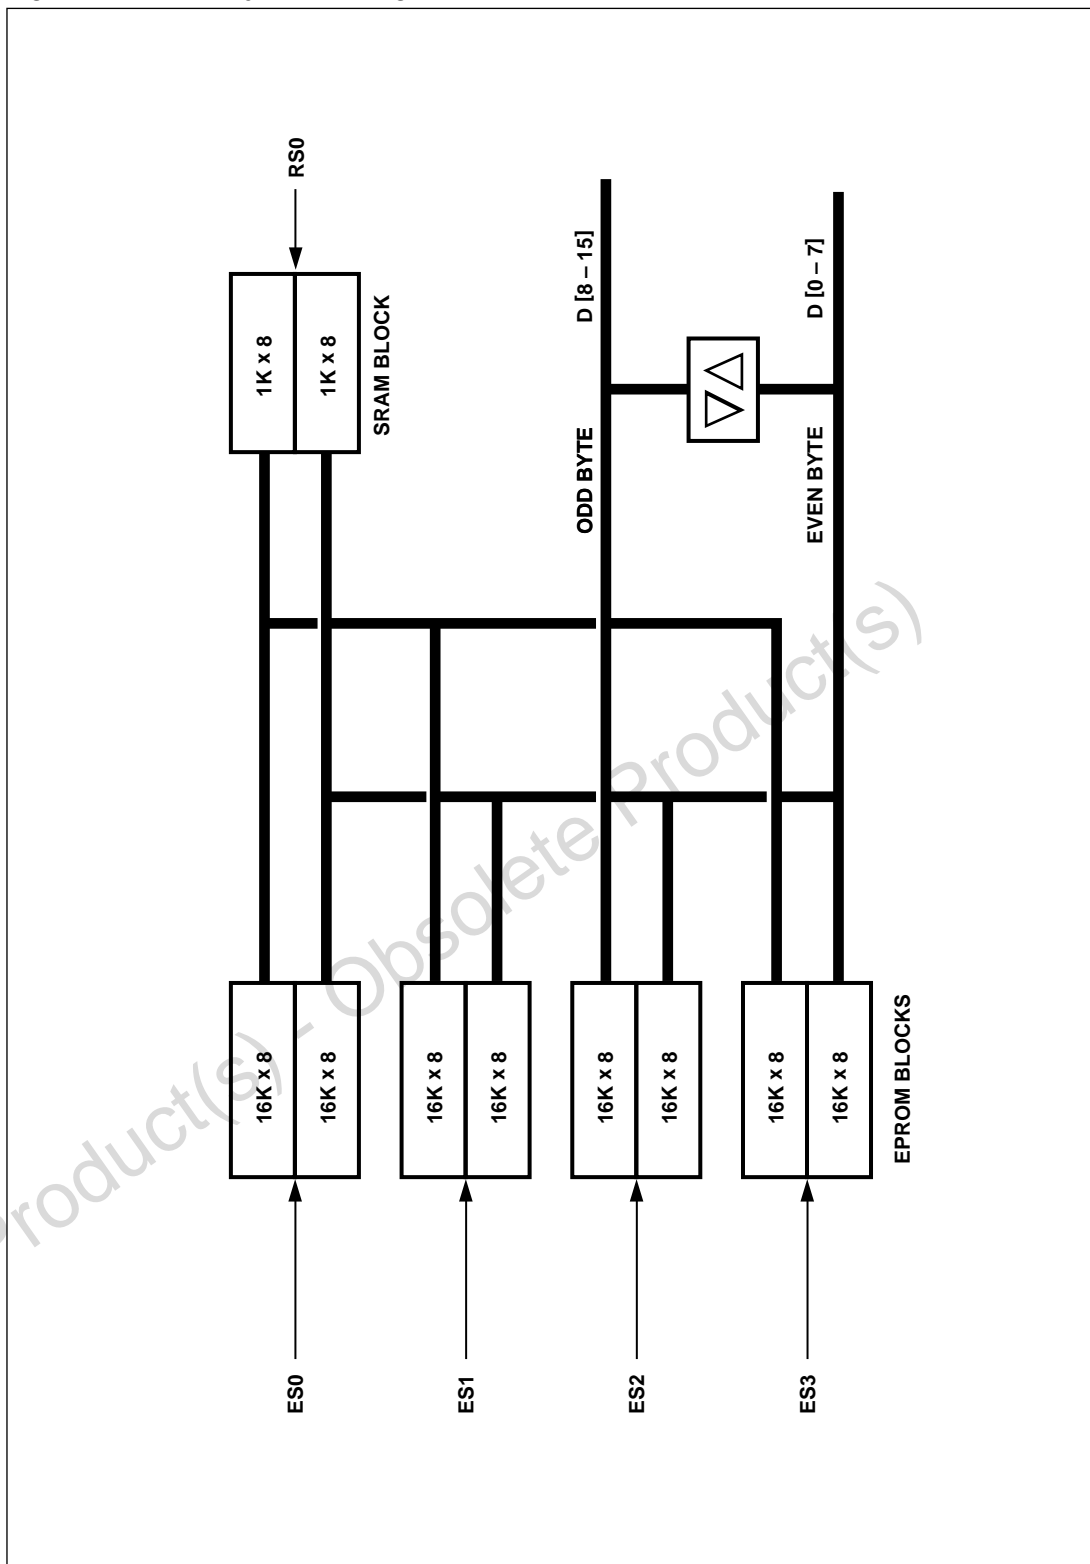 RS0
1K x 8
1K x 8
SRAM BLOCK
D [8 – 15]
D [0 – 7]
ODD BYTE
EVEN BYTE
16K x 8
16K x 8
16K x 8
16K x 8
16K x 8
16K x 8
16K x 8
16K x 8
EPROM BLOCKS
ES0
ES1
ES2
ES3
Product(s) - Obsolete Product(s)